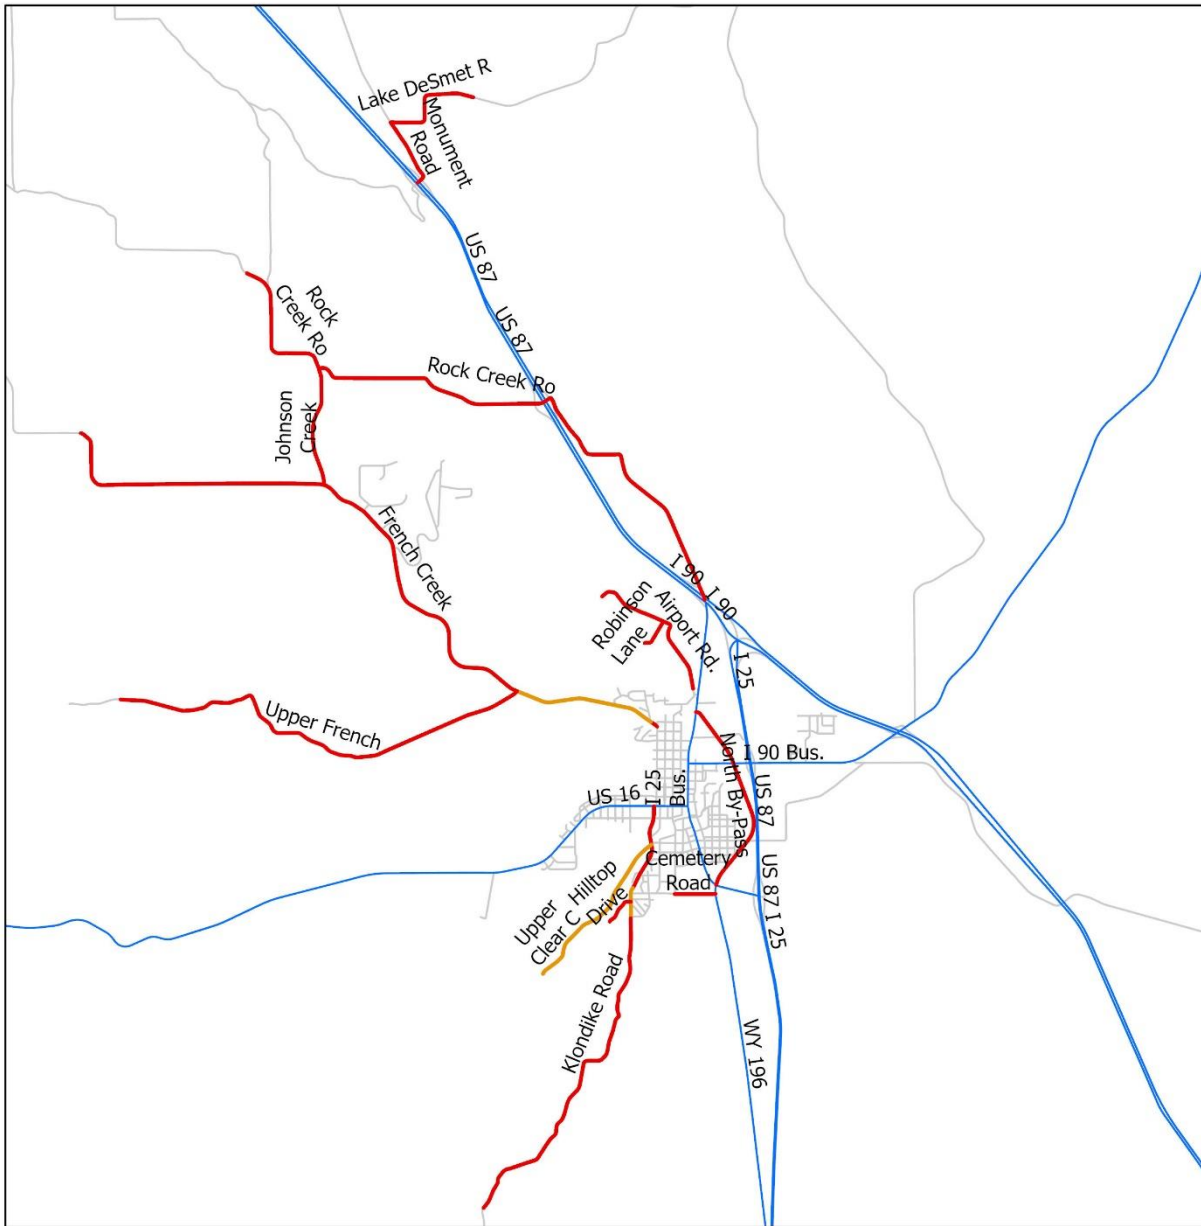 Lake DeSmet R
Monument
Road
US 87
US 87
Rock
Creek Ro
Rock Creek Ro
Johnson
Creek
French Creek
I 90
I 90
Robinson
Lane
Airport Rd.
I 25
Upper French
North By-Pass
I 90 Bus.
US 16
I 25
Bus.
US 87
Cemetery
Road
US 87
I 25
Hilltop
Drive
Upper
Clear C
Klondike Road
WY 196